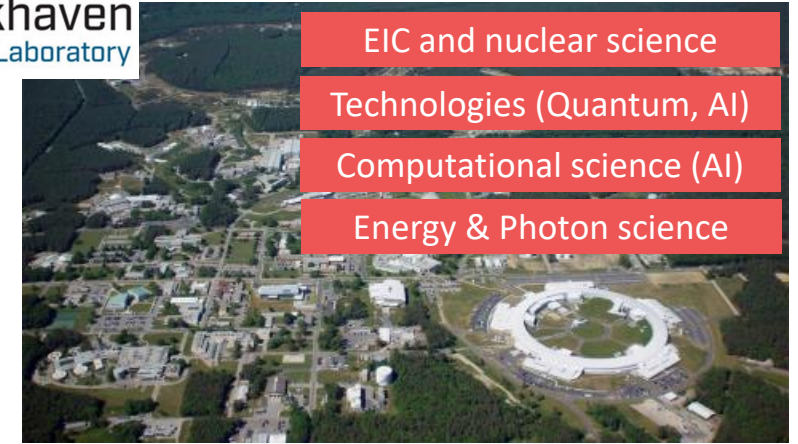 khaven
Laboratory
EIC and nuclear science
Technologies (Quantum, AI)
Computational science (AI)
Energy & Photon science